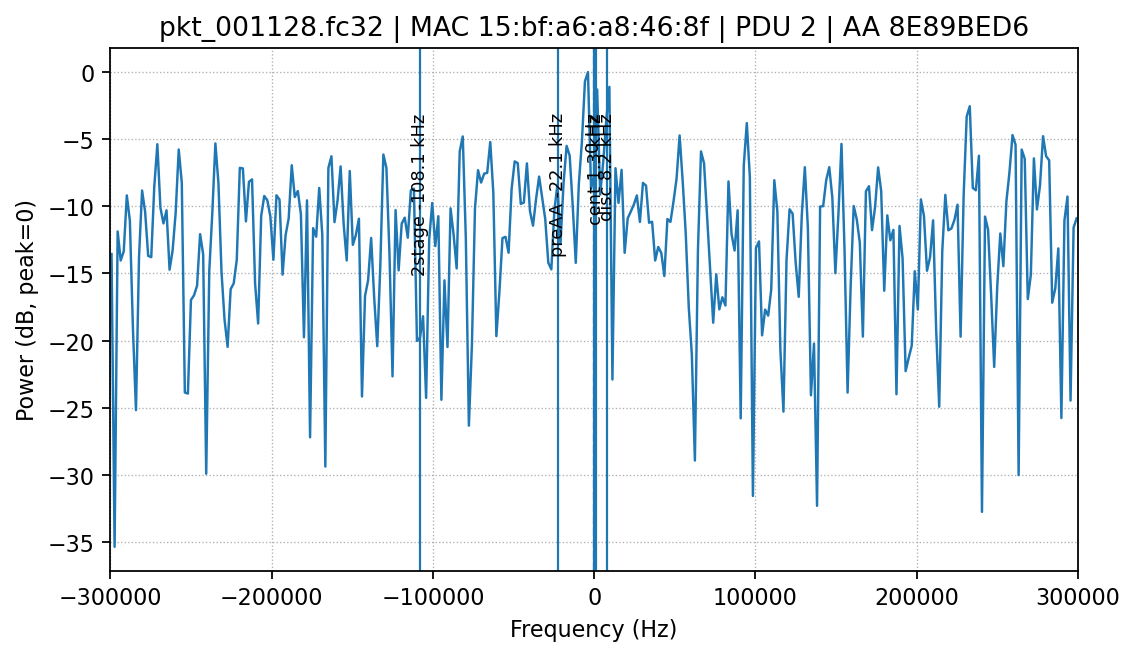 pkt_001128.fc32 | MAC 15:bf:a6:a8:46:8f | PDU 2 | AA 8E89BED6
Power (dB, peak=0)
0
−5
−10
−15
−20
−25
−30
−35
2stage -108.1 kHz
preAA -22.1 kHz
cent 1.30 kHz
disc 8.2 kHz
−300000
−200000
−100000
0
100000
200000
300000
Frequency (Hz)